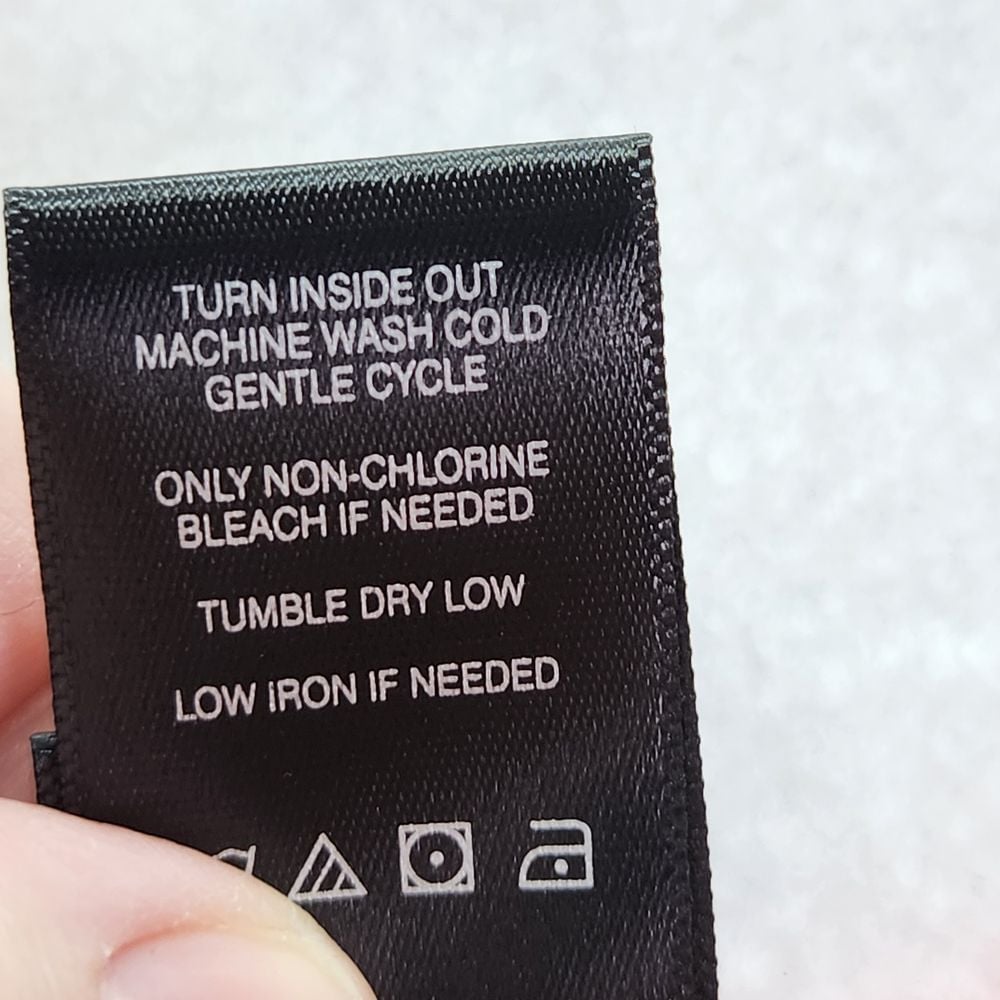 TURN INSIDE OUT
MACHINE WASH COLD
GENTLE CYCLE
ONLY NON-CHLORINE
BLEACH IF NEEDED
TUMBLE DRY LOW
LOW IRON IF NEEDED